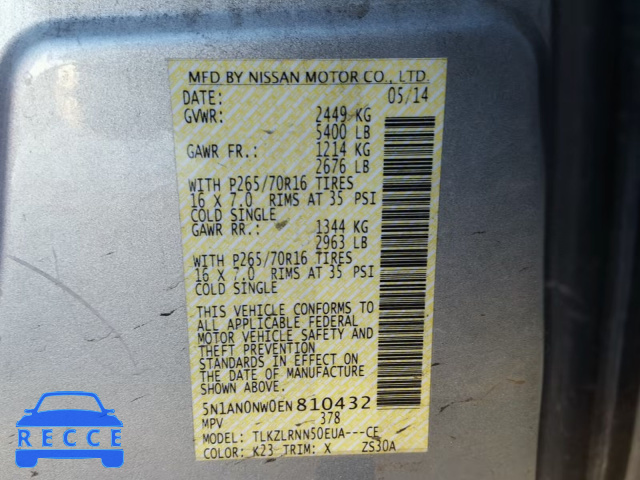 MFD BY NISSAN MOTOR CO., LTD.
DATE: 05/14
GVWR: 2449 KG
5400 LB
GAWR FR.: 1214 KG
2676 LB
WITH P265/70R16 TIRES
16 X 7.0 RIMS AT 35 PSI
COLD SINGLE
GAWR RR.: 1344 KG
2963 LB
WITH P265/70R16 TIRES
16 X 7.0 RIMS AT 35 PSI
COLD SINGLE
THIS VEHICLE CONFORMS TO
ALL APPLICABLE FEDERAL
MOTOR VEHICLE SAFETY AND
THEFT PREVENTION
STANDARDS IN EFFECT ON
THE DATE OF MANUFACTURE
SHOWN ABOVE.
5N1AN0NW0EN810432
MPV 378
MODEL: TLKZLRNN50EUA---CE
COLOR: K23 TRIM: X ZS30A
RECCE